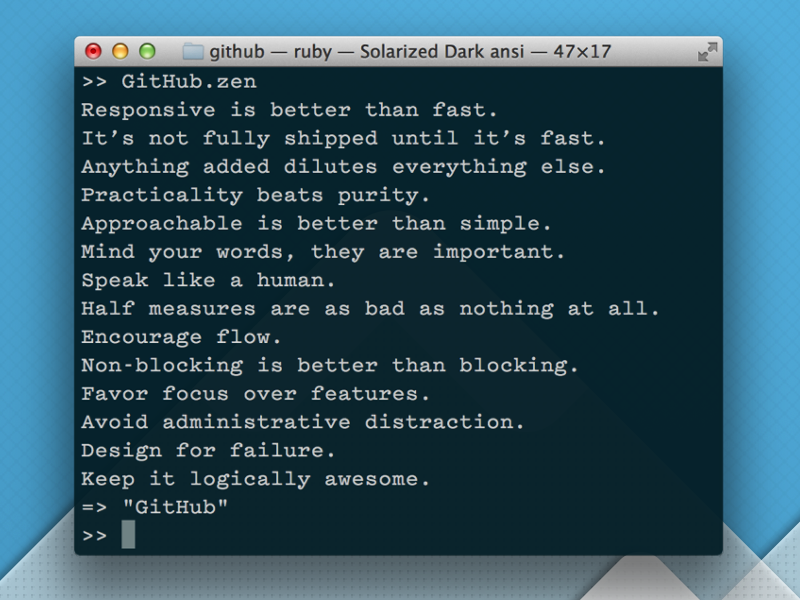 github — ruby — Solarized Dark ansi — 47×17
>> GitHub.zen
Responsive is better than fast.
It’s not fully shipped until it’s fast.
Anything added dilutes everything else.
Practicality beats purity.
Approachable is better than simple.
Mind your words, they are important.
Speak like a human.
Half measures are as bad as nothing at all.
Encourage flow.
Non-blocking is better than blocking.
Favor focus over features.
Avoid administrative distraction.
Design for failure.
Keep it logically awesome.
=> "GitHub"
>>